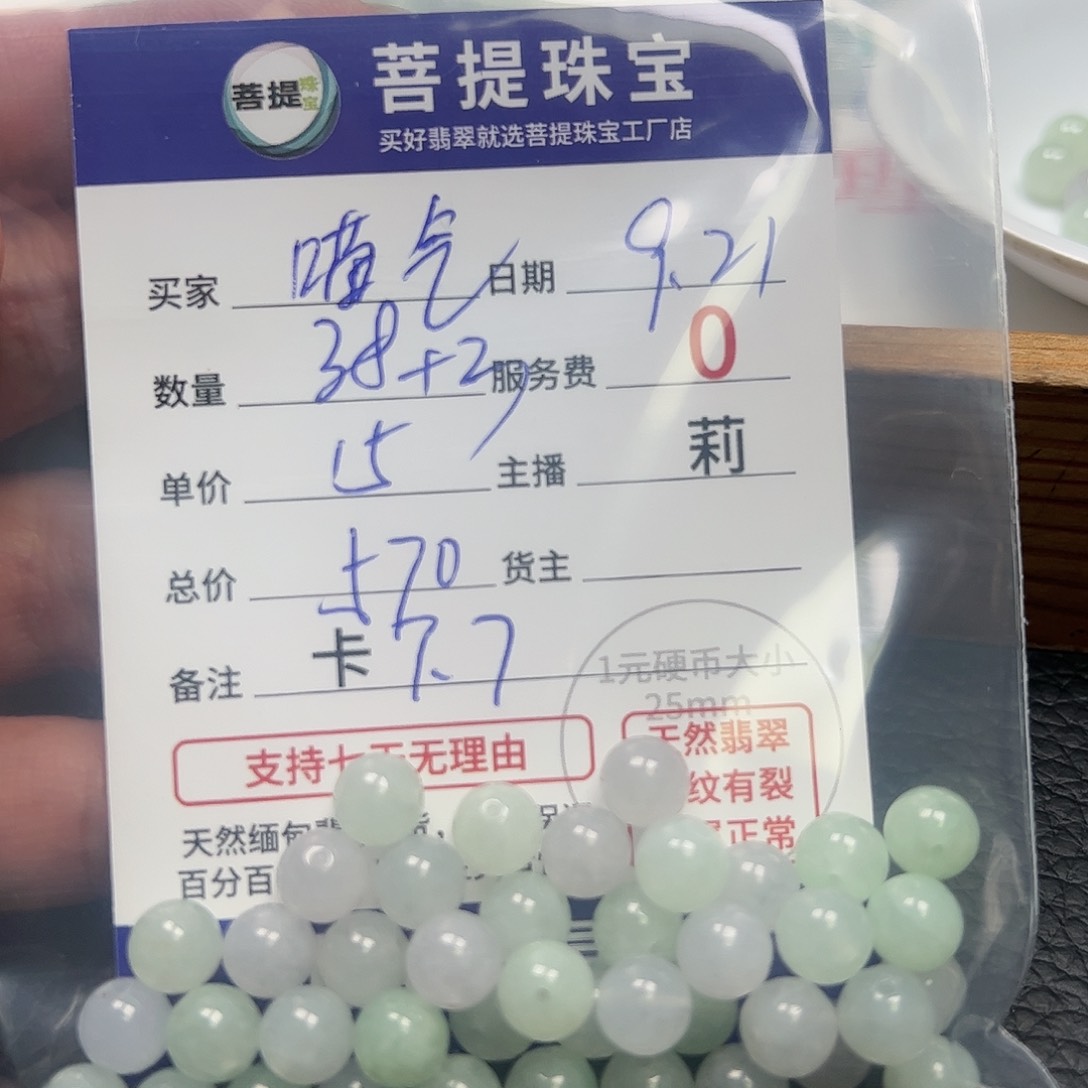 菩提珠宝
菩提珠宝
买好翡翠就选菩提珠宝工厂店
买家 喷气 日期 9.21
数量 38+2 服务费 0
单价 15 主播 莉
总价 570 货主
备注 卡 7.7
1元硬币大小
25mm
支持七天无理由
天然翡翠
纹有裂
正常
天然缅甸翡
百分百